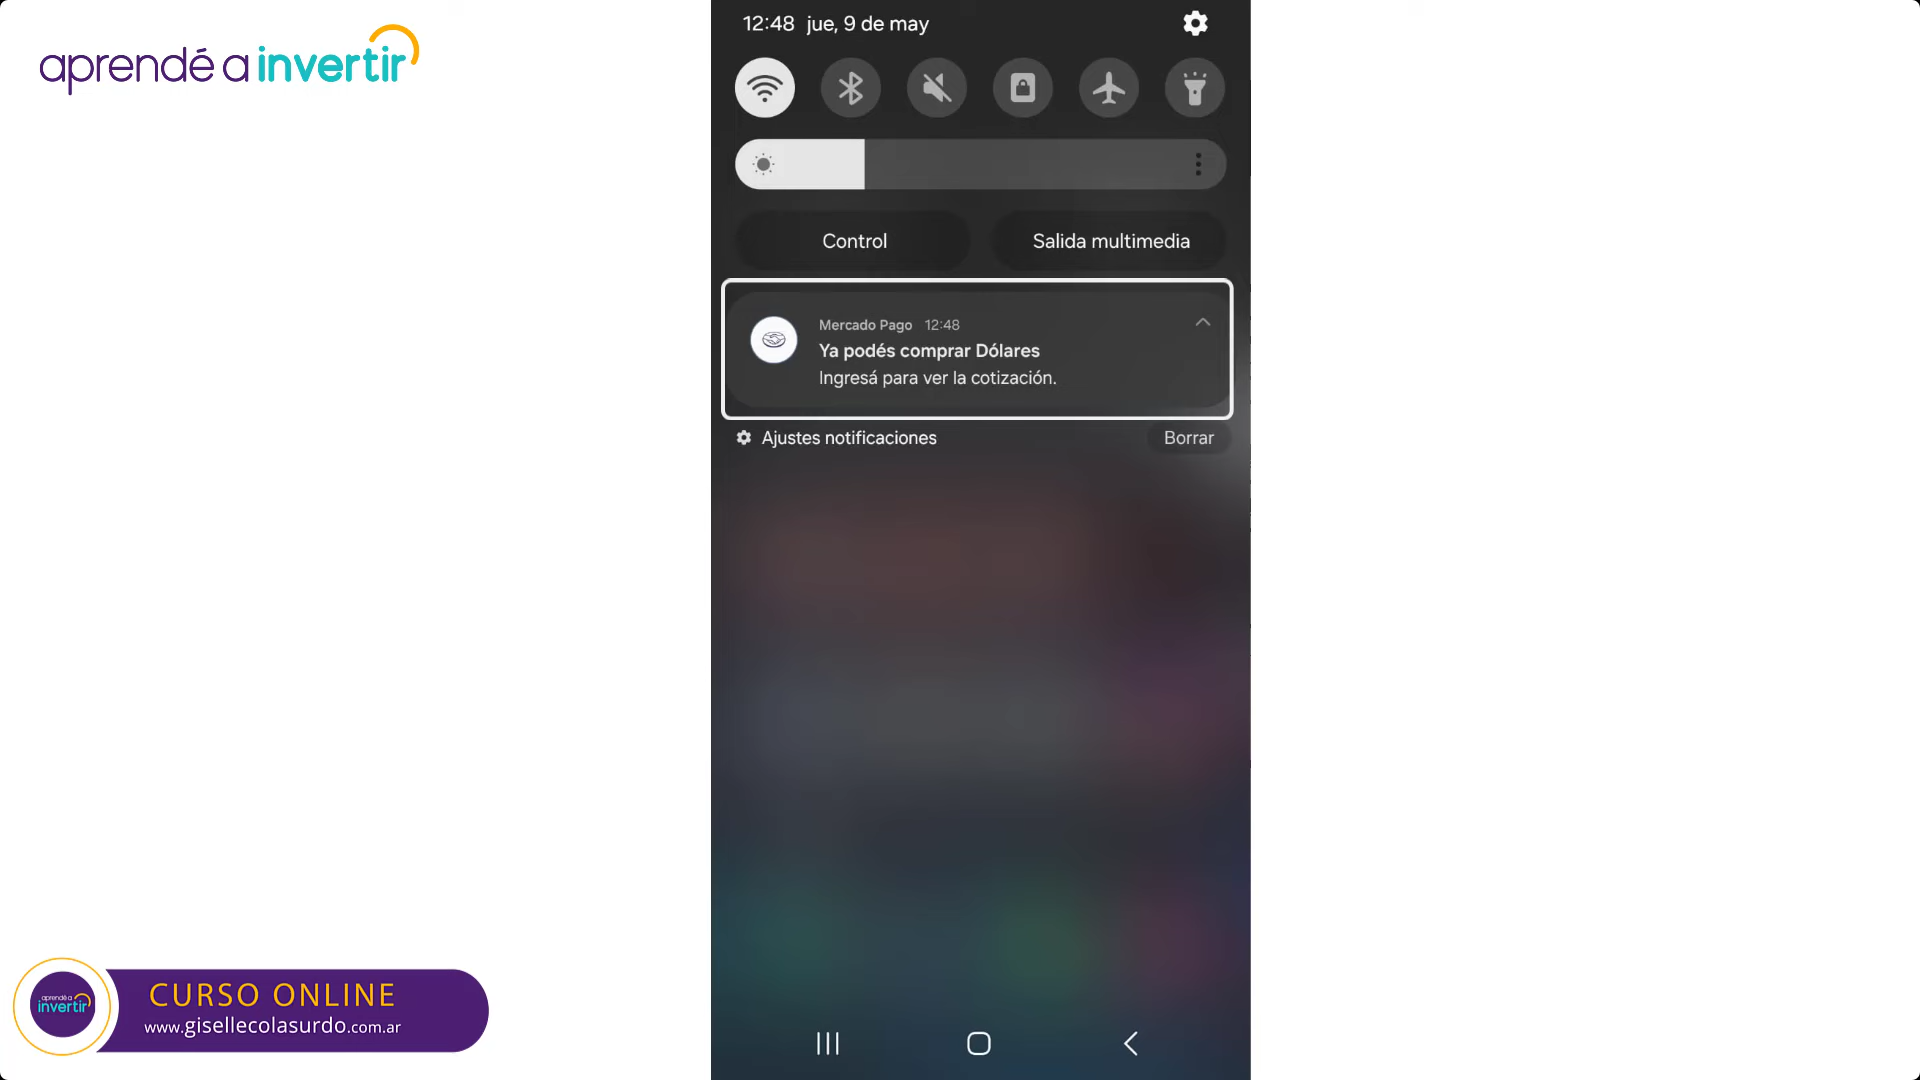 aprendé a invertir
12:48 jue, 9 de may
Control
Salida multimedia
Mercado Pago 12:48
Ya podés comprar Dólares
Ingresá para ver la cotización.
Ajustes notificaciones
Borrar
aprendé a
invertir
CURSO ONLINE
www.gisellecolasurdo.com.ar